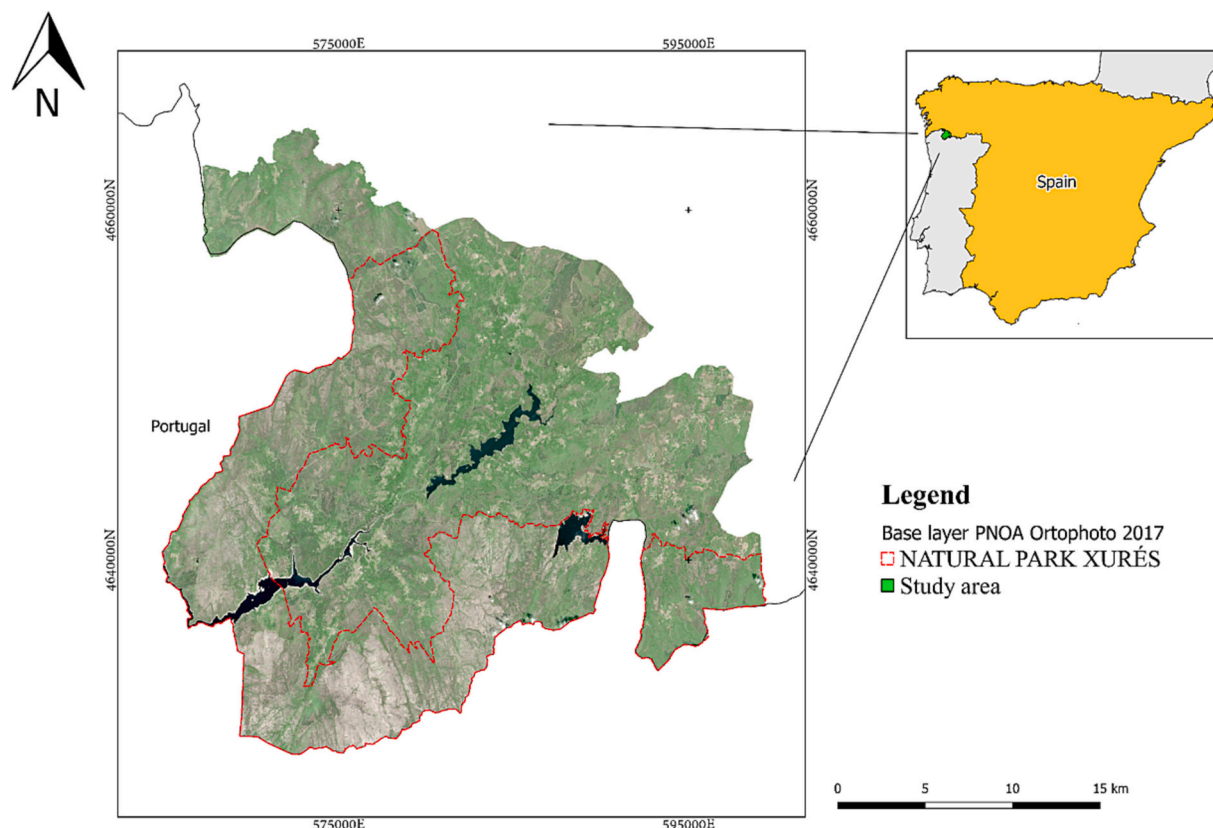 N
575000E
595000E
4660000N
4660000N
Spain
Portugal
4640000N
4640000N
Legend
Base layer PNOA Ortophoto 2017
NATURAL PARK XURÉS
Study area
0 5 10 15 km
575000E
595000E